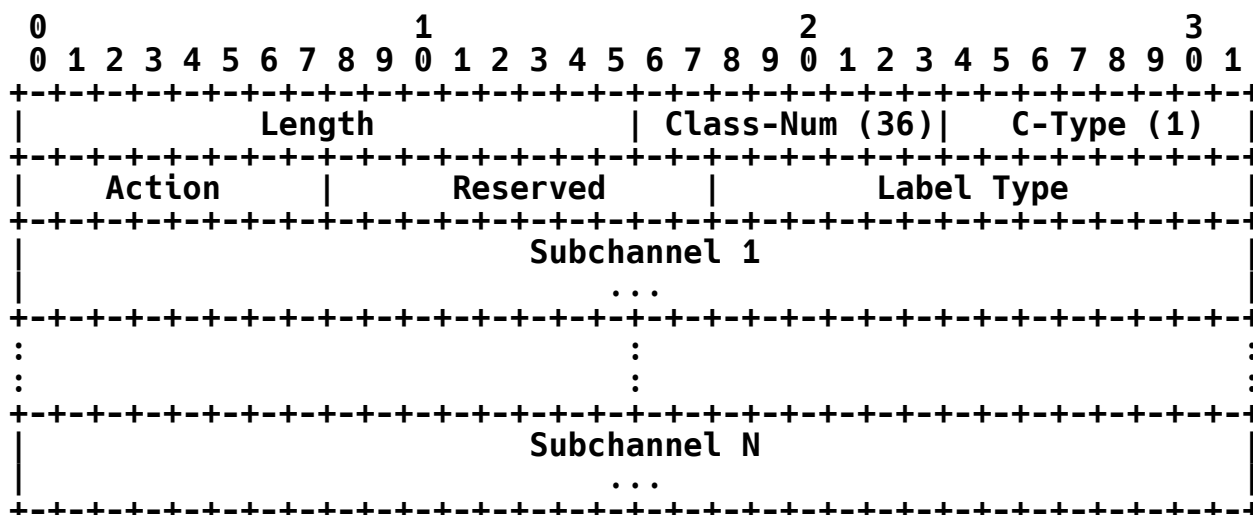 0                   1                   2                   3
0 1 2 3 4 5 6 7 8 9 0 1 2 3 4 5 6 7 8 9 0 1 2 3 4 5 6 7 8 9 0 1
+-+-+-+-+-+-+-+-+-+-+-+-+-+-+-+-+-+-+-+-+-+-+-+-+-+-+-+-+-+-+-+-+
|            Length             | Class-Num (36)|   C-Type (1)  |
+-+-+-+-+-+-+-+-+-+-+-+-+-+-+-+-+-+-+-+-+-+-+-+-+-+-+-+-+-+-+-+-+
|    Action     |      Reserved     |        Label Type         |
+-+-+-+-+-+-+-+-+-+-+-+-+-+-+-+-+-+-+-+-+-+-+-+-+-+-+-+-+-+-+-+-+
|                          Subchannel 1                         |
|                              ...                              |
+-+-+-+-+-+-+-+-+-+-+-+-+-+-+-+-+-+-+-+-+-+-+-+-+-+-+-+-+-+-+-+-+
:                               :                               :
:                               :                               :
+-+-+-+-+-+-+-+-+-+-+-+-+-+-+-+-+-+-+-+-+-+-+-+-+-+-+-+-+-+-+-+-+
|                          Subchannel N                         |
|                              ...                              |
+-+-+-+-+-+-+-+-+-+-+-+-+-+-+-+-+-+-+-+-+-+-+-+-+-+-+-+-+-+-+-+-+